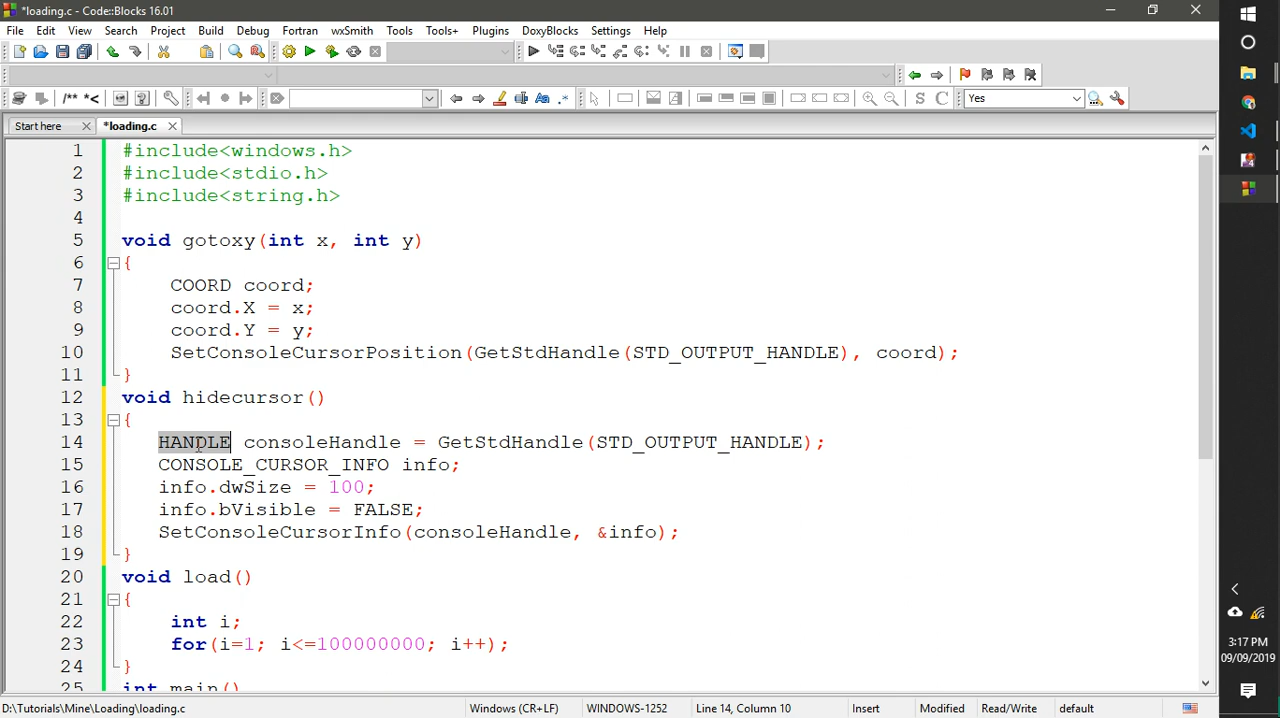 *loading.c - Code::Blocks 16.01
File Edit View Search Project Build Debug Fortran wxSmith Tools Tools+ Plugins DoxyBlocks Settings Help
/** *< Aa .* S C Yes
Start here *loading.c
1 #include<windows.h>
2 #include<stdio.h>
3 #include<string.h>
4
5 void gotoxy(int x, int y)
6 {
7 COORD coord;
8 coord.X = x;
9 coord.Y = y;
10 SetConsoleCursorPosition(GetStdHandle(STD_OUTPUT_HANDLE), coord);
11 }
12 void hidecursor()
13 {
14 HANDLE consoleHandle = GetStdHandle(STD_OUTPUT_HANDLE);
15 CONSOLE_CURSOR_INFO info;
16 info.dwSize = 100;
17 info.bVisible = FALSE;
18 SetConsoleCursorInfo(consoleHandle, &info);
19 }
20 void load()
21 {
22 int i;
23 for(i=1; i<=100000000; i++);
24 }
25 int main()
D:\Tutorials\Mine\Loading\loading.c Windows (CR+LF) WINDOWS-1252 Line 14, Column 10 Insert Modified Read/Write default
3:17 PM
09/09/2019